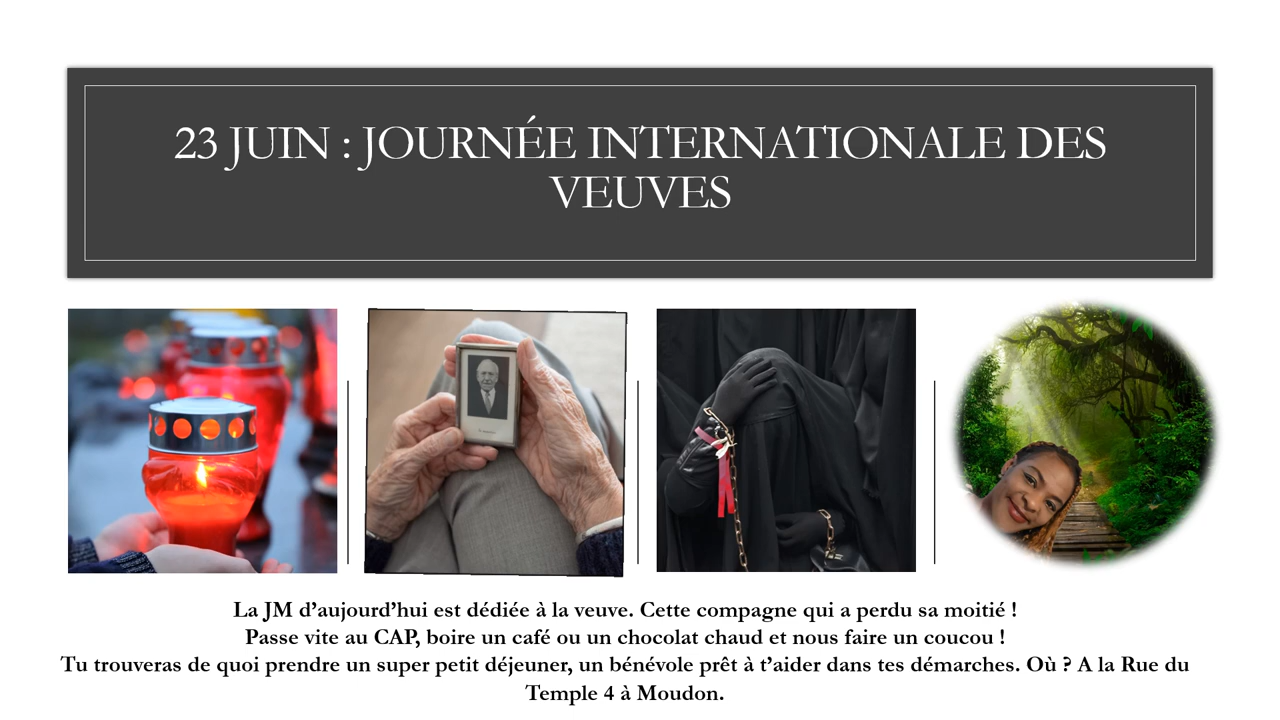 23 JUIN : JOURNÉE INTERNATIONALE DES
VEUVES
La JM d’aujourd’hui est dédiée à la veuve. Cette compagne qui a perdu sa moitié !
Passe vite au CAP, boire un café ou un chocolat chaud et nous faire un coucou !
Tu trouveras de quoi prendre un super petit déjeuner, un bénévole prêt à t’aider dans tes démarches. Où ? A la Rue du
Temple 4 à Moudon.